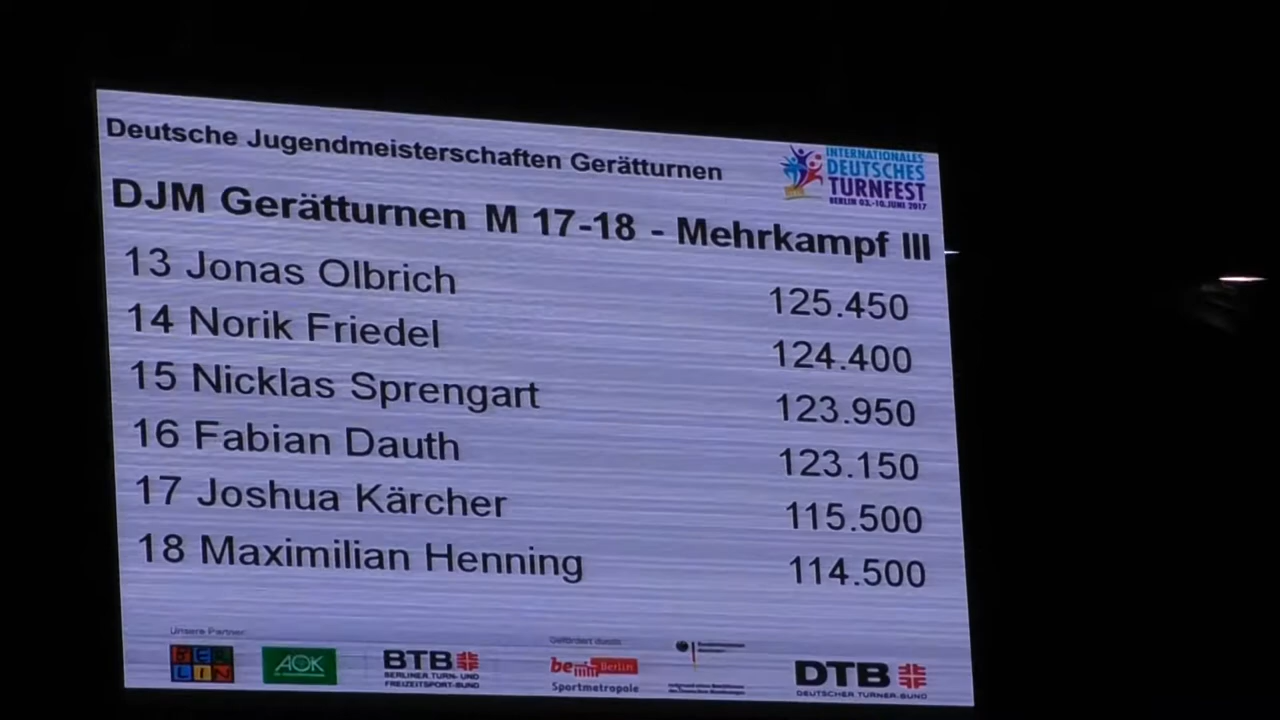 Deutsche Jugendmeisterschaften Gerätturnen
INTERNATIONALES
DEUTSCHES
TURNFEST
BERLIN 03.-10. JUNI 2017
DJM Gerätturnen M 17-18 - Mehrkampf III
13 Jonas Olbrich 125.450
14 Norik Friedel 124.400
15 Nicklas Sprengart 123.950
16 Fabian Dauth 123.150
17 Joshua Kärcher 115.500
18 Maximilian Henning 114.500
Unsere Partner:
Gefördert durch:
BERLIN
AOK
BTB
BERLINER TURN- UND
FREIZEITSPORT-BUND
be Berlin
Sportmetropole
DTB
DEUTSCHER TURNER-BUND